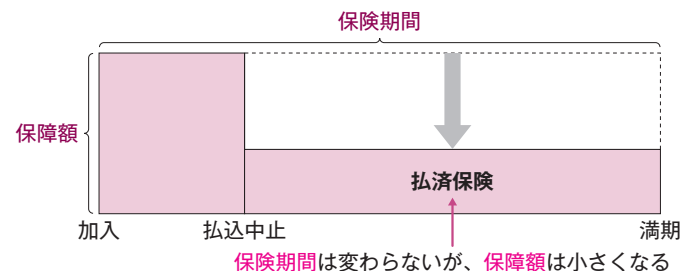 保険期間
保障額
払済保険
加入
払込中止
満期
保険期間は変わらないが、保障額は小さくなる